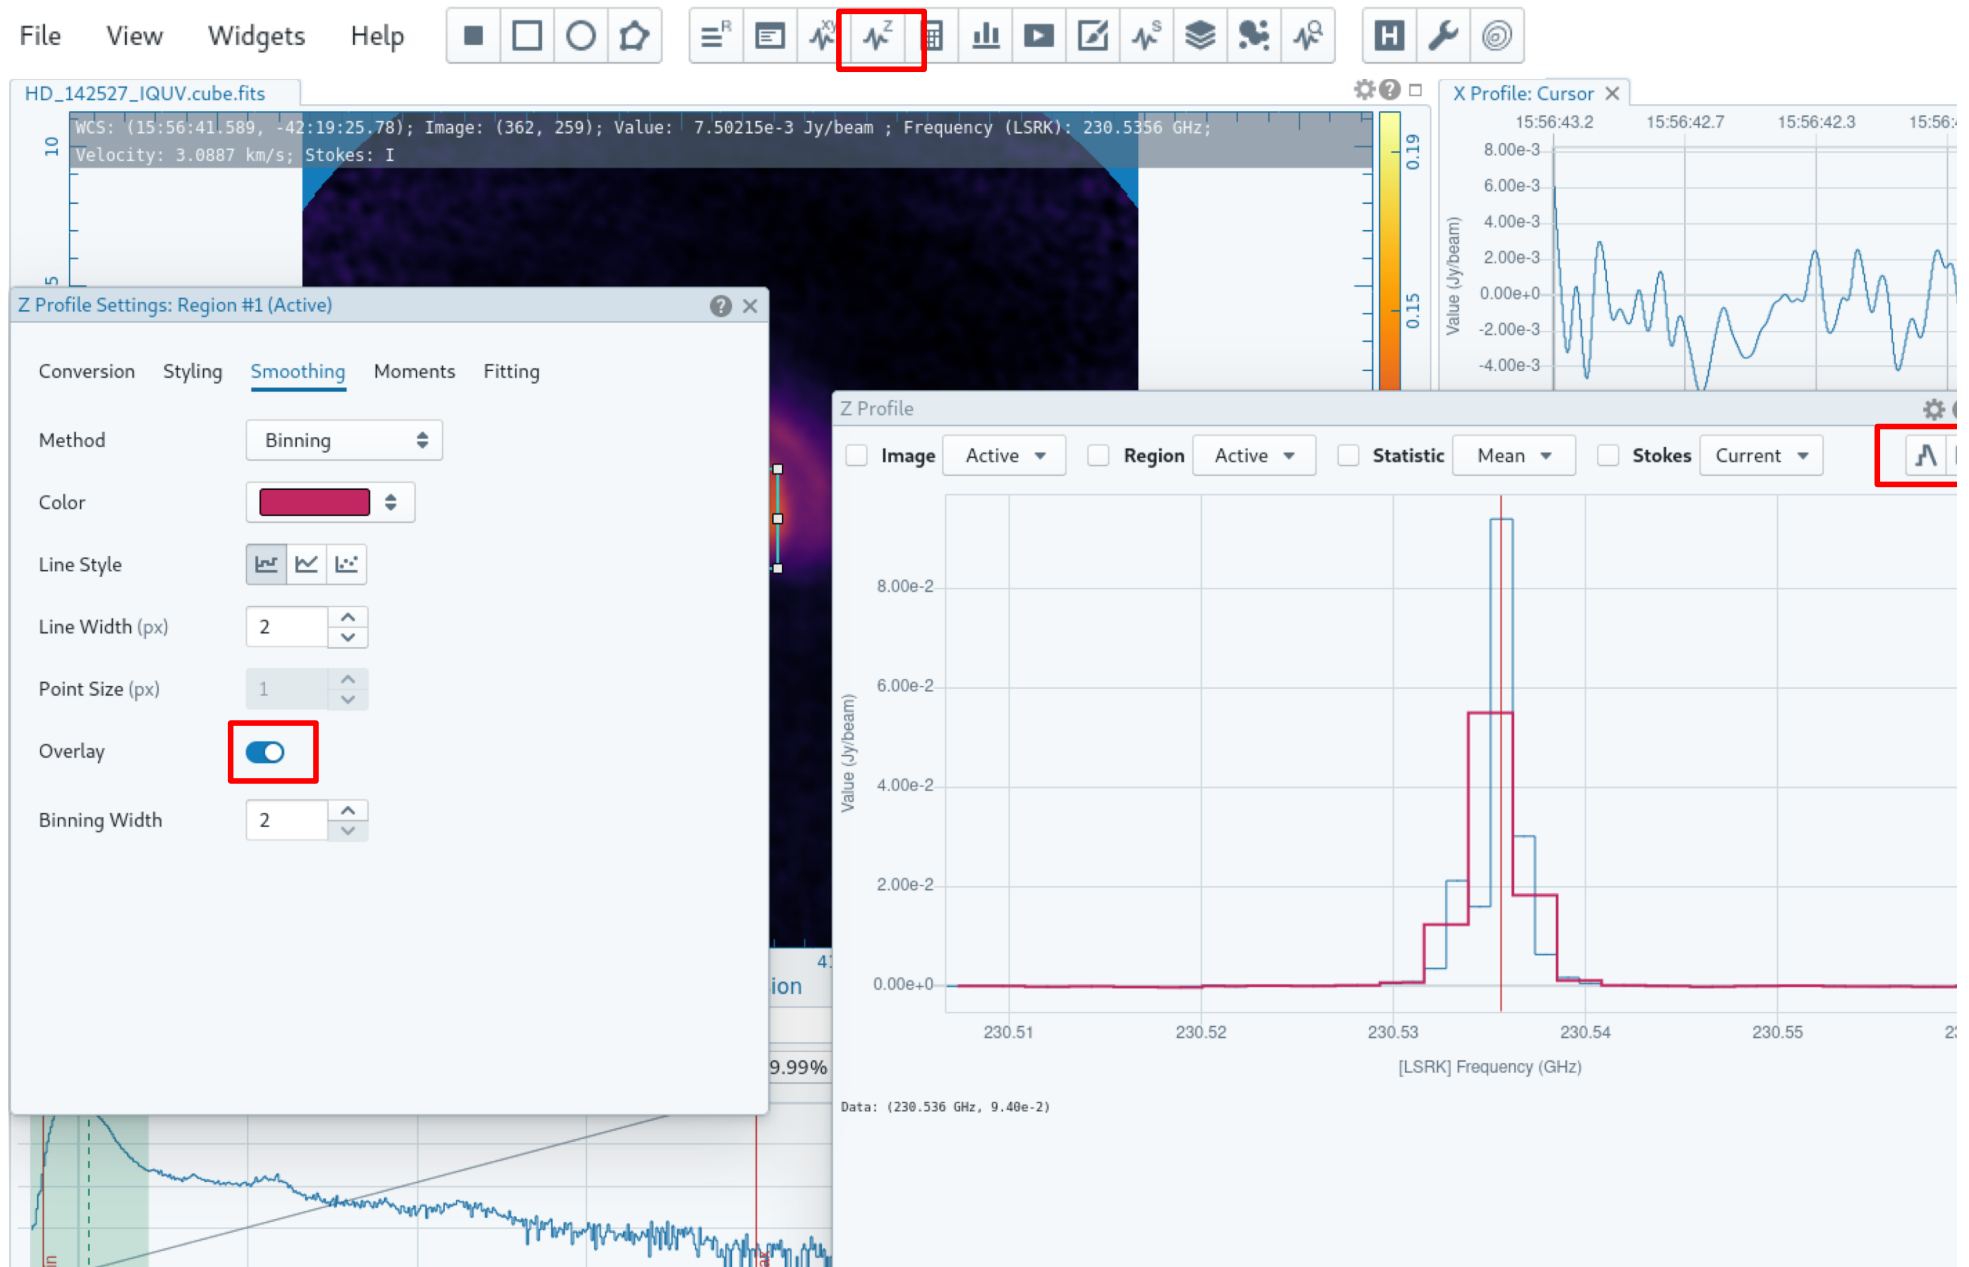 File View Widgets Help
R XY Z S
HD_142527_IQUV.cube.fits
WCS: (15:56:41.589, -42:19:25.78); Image: (362, 259); Value: 7.50215e-3 Jy/beam ; Frequency (LSRK): 230.5356 GHz;
Velocity: 3.0887 km/s; Stokes: I
10
5
0.19
0.15
X Profile: Cursor
15:56:43.2 15:56:42.7 15:56:42.3
8.00e-3
6.00e-3
4.00e-3
2.00e-3
0.00e+0
-2.00e-3
-4.00e-3
Value (Jy/beam)
Z Profile Settings: Region #1 (Active)
Conversion Styling Smoothing Moments Fitting
Method Binning
Color
Line Style
Line Width (px) 2
Point Size (px) 1
Overlay
Binning Width 2
Z Profile
Image Active Region Active Statistic Mean Stokes Current
8.00e-2
6.00e-2
4.00e-2
2.00e-2
0.00e+0
Value (Jy/beam)
230.51 230.52 230.53 230.54 230.55
[LSRK] Frequency (GHz)
Data: (230.536 GHz, 9.40e-2)
ion
9.99%